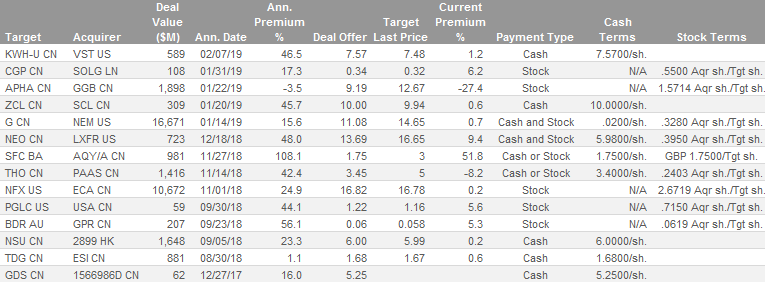 Target Acquirer Deal Value ($M) Ann. Date Ann. Premium % Deal Offer Target Last Price Current Premium % Payment Type Cash Terms Stock Terms
KWH-U CN VST US 589 02/07/19 46.5 7.57 7.48 1.2 Cash 7.5700/sh.
CGP CN SOLG LN 108 01/31/19 17.3 0.34 0.32 6.2 Stock N/A .5500 Aqr sh./Tgt sh.
APHA CN GGB CN 1,898 01/22/19 -3.5 9.19 12.67 -27.4 Stock N/A 1.5714 Aqr sh./Tgt sh.
ZCL CN SCL CN 309 01/20/19 45.7 10.00 9.94 0.6 Cash 10.0000/sh.
G CN NEM US 16,671 01/14/19 15.6 11.08 14.65 0.7 Cash and Stock .0200/sh. .3280 Aqr sh./Tgt sh.
NEO CN LXFR US 723 12/18/18 48.0 13.69 16.65 9.4 Cash and Stock 5.9800/sh. .3950 Aqr sh./Tgt sh.
SFC BA AQY/A CN 981 11/27/18 108.1 1.75 3 51.8 Cash or Stock 1.7500/sh. GBP 1.7500/Tgt sh.
THO CN PAAS CN 1,416 11/14/18 42.4 3.45 5 -8.2 Cash or Stock 3.4000/sh. .2403 Aqr sh./Tgt sh.
NFX US ECA CN 10,672 11/01/18 24.9 16.82 16.78 0.2 Stock N/A 2.6719 Aqr sh./Tgt sh.
PGLC US USA CN 59 09/30/18 44.1 1.22 1.16 5.6 Stock N/A .7150 Aqr sh./Tgt sh.
BDR AU GPR CN 207 09/23/18 56.1 0.06 0.058 5.3 Stock N/A .0619 Aqr sh./Tgt sh.
NSU CN 2899 HK 1,648 09/05/18 23.3 6.00 5.99 0.2 Cash 6.0000/sh.
TDG CN ESI CN 881 08/30/18 1.1 1.68 1.67 0.6 Cash 1.6800/sh.
GDS CN 1566986D CN 62 12/27/17 16.0 5.25 Cash 5.2500/sh.